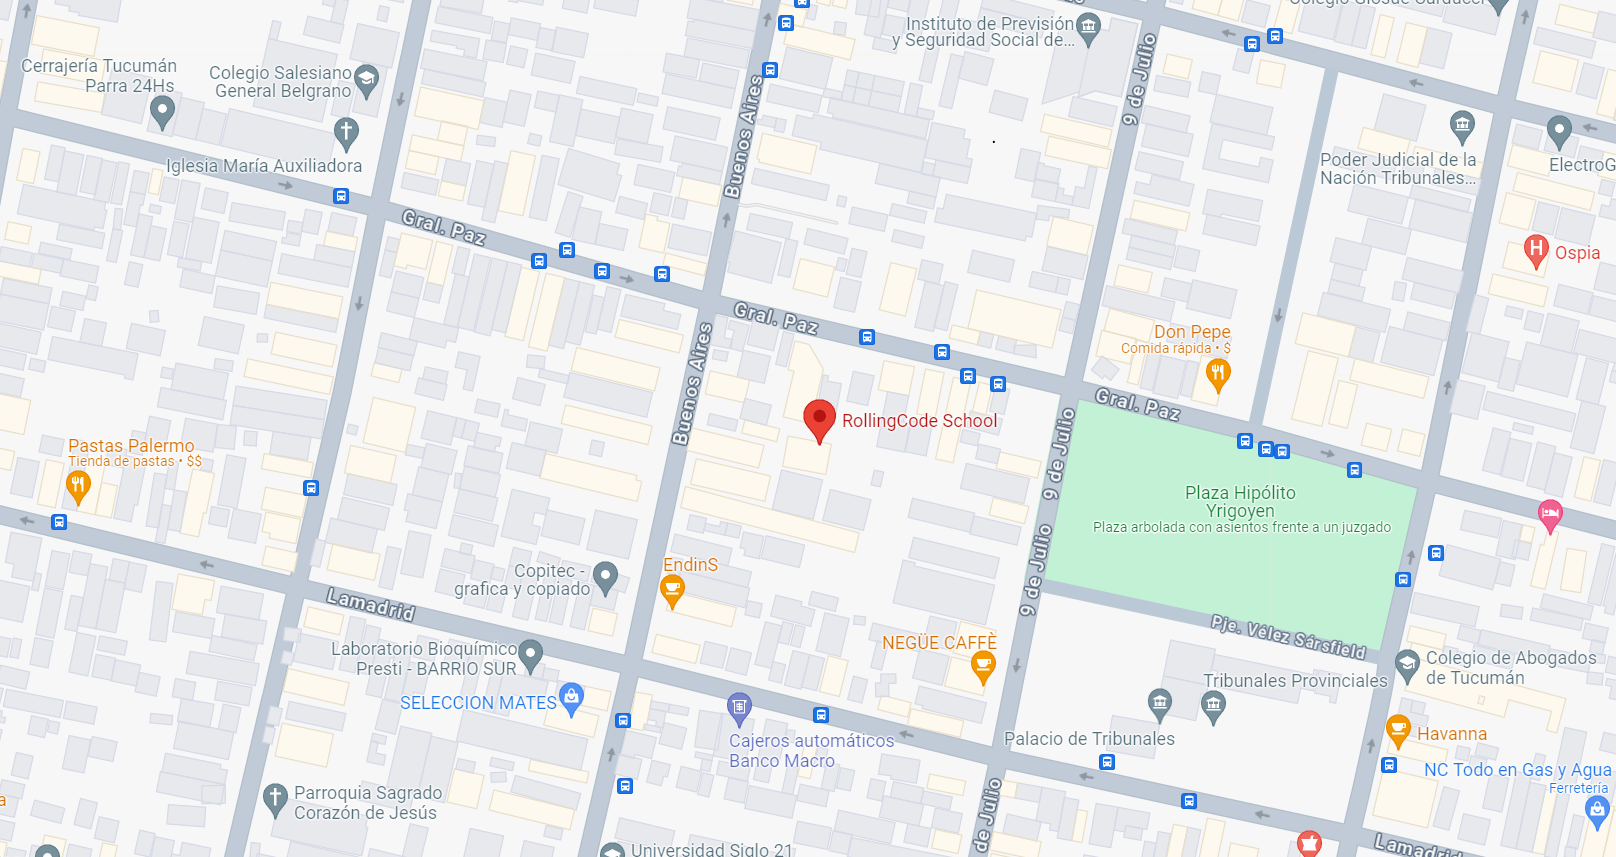 Instituto de Previsión
y Seguridad Social de...
9 de Julio
Cerrajería Tucumán
Parra 24Hs
Colegio Salesiano
General Belgrano
Buenos Aires
Iglesia María Auxiliadora
Poder Judicial de la
Nación Tribunales...
ElectroG
Gral. Paz
H
Ospia
Gral. Paz
Don Pepe
Comida rápida • $
Buenos Aires
Gral. Paz
RollingCode School
9 de Julio
Pastas Palermo
Tienda de pastas • $$
Plaza Hipólito
Yrigoyen
Plaza arbolada con asientos frente a un juzgado
9 de Julio
EndinS
Copitec -
grafica y copiado
Lamadrid
Pje. Vélez Sársfield
Laboratorio Bioquímico
Presti - BARRIO SUR
NEGÜE CAFFÈ
Colegio de Abogados
de Tucumán
Tribunales Provinciales
SELECCION MATES
Cajeros automáticos
Banco Macro
Palacio de Tribunales
Havanna
NC Todo en Gas y Agua
Ferretería
Parroquia Sagrado
Corazón de Jesús
a
de Julio
Universidad Siglo 21
Lamadrid